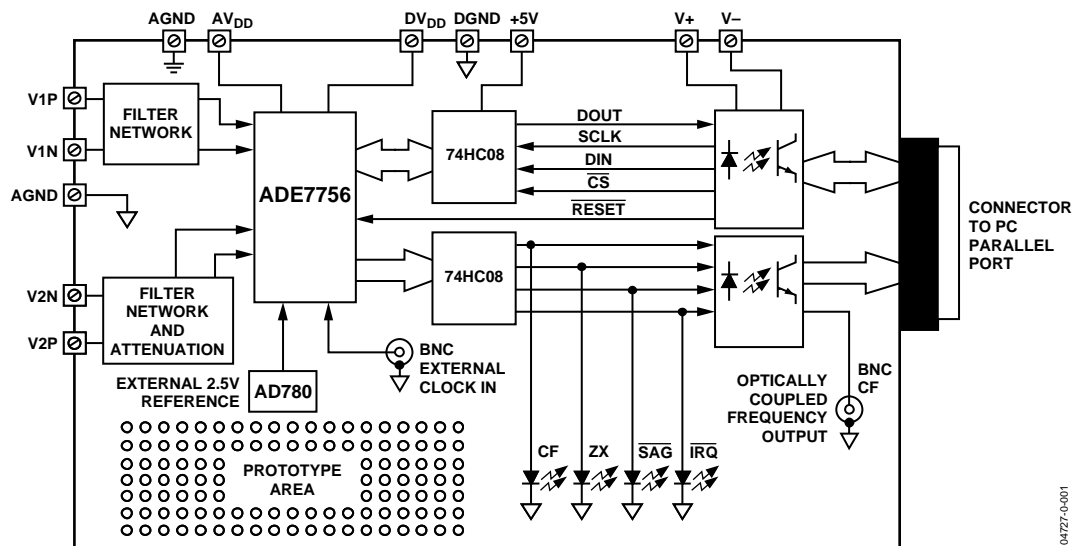 AGND
AVDD
DVDD
DGND
+5V
V+
V–
V1P
V1N
AGND
V2N
V2P
FILTER
NETWORK
ADE7756
74HC08
DOUT
SCLK
DIN
CS
RESET
74HC08
CONNECTOR
TO PC
PARALLEL
PORT
FILTER
NETWORK
AND
ATTENUATION
EXTERNAL 2.5V
REFERENCE
AD780
BNC
EXTERNAL
CLOCK IN
OPTICALLY
COUPLED
FREQUENCY
OUTPUT
BNC
CF
PROTOTYPE
AREA
CF
ZX
SAG
IRQ
04727-0-001